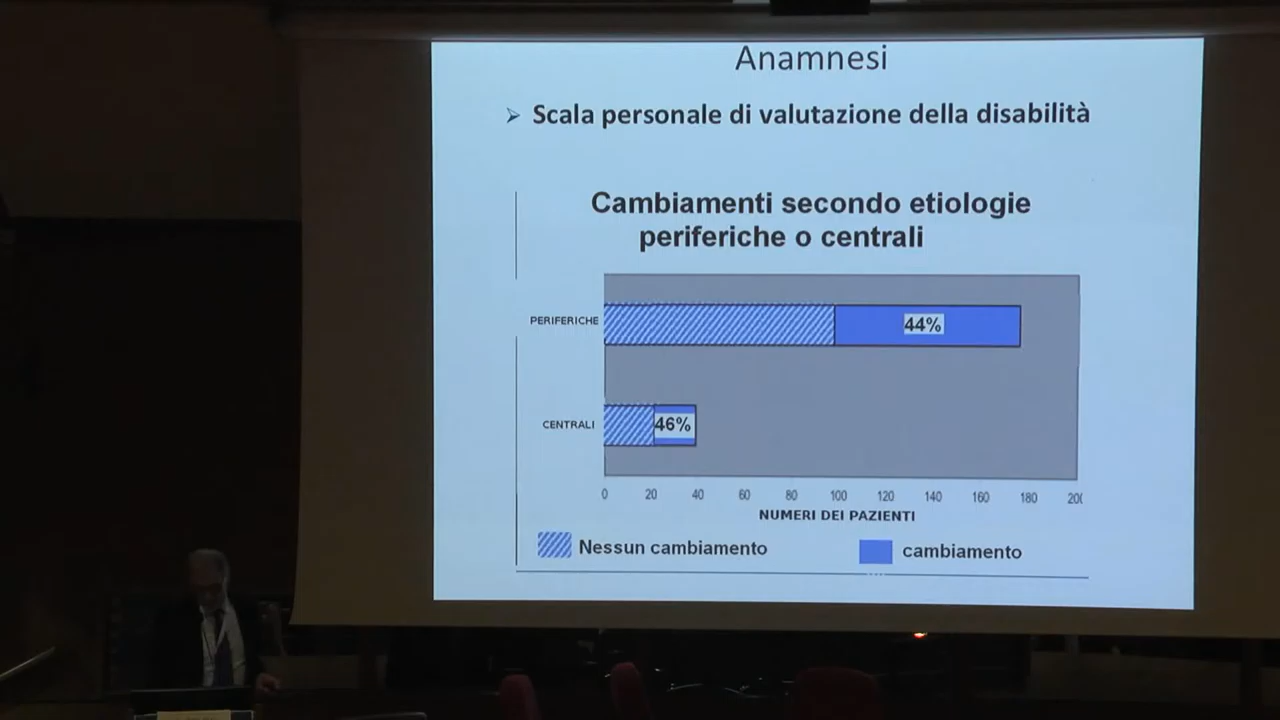 Anamnesi
➢ Scala personale di valutazione della disabilità
Cambiamenti secondo etiologie
periferiche o centrali
PERIFERICHE
44%
CENTRALI
46%
0 20 40 60 80 100 120 140 160 180 200
NUMERI DEI PAZIENTI
Nessun cambiamento
cambiamento